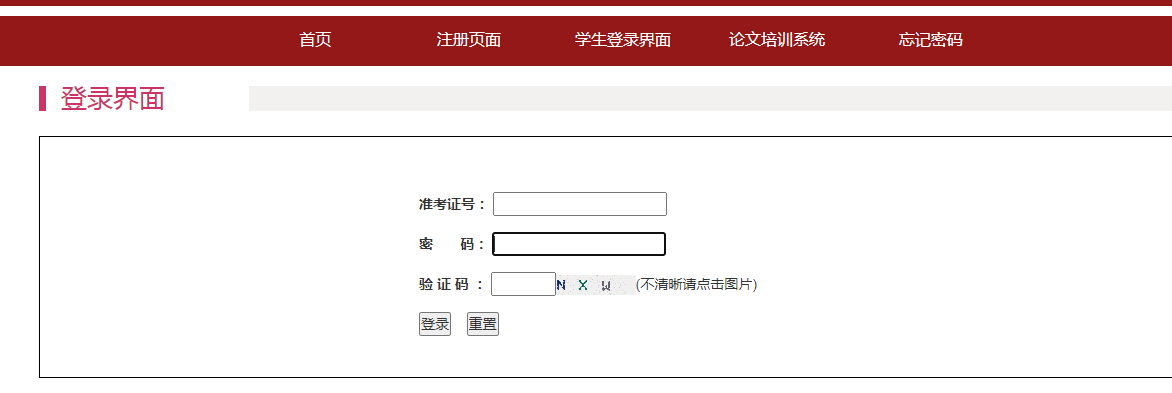 首页 注册页面 学生登录界面 论文培训系统 忘记密码
登录界面
准考证号：
密 码：
验 证 码 ： N X W (不清晰请点击图片)
登录 重置